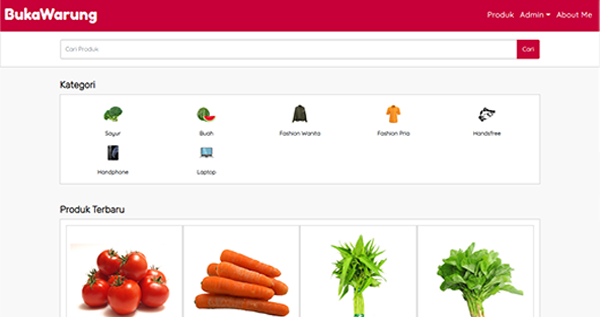 BukaWarung
Produk Admin About Me
Cari Produk
Cari
Kategori
Sayur
Buah
Fashion Wanita
Fashion Pria
Handsfree
Handphone
Laptop
Produk Terbaru